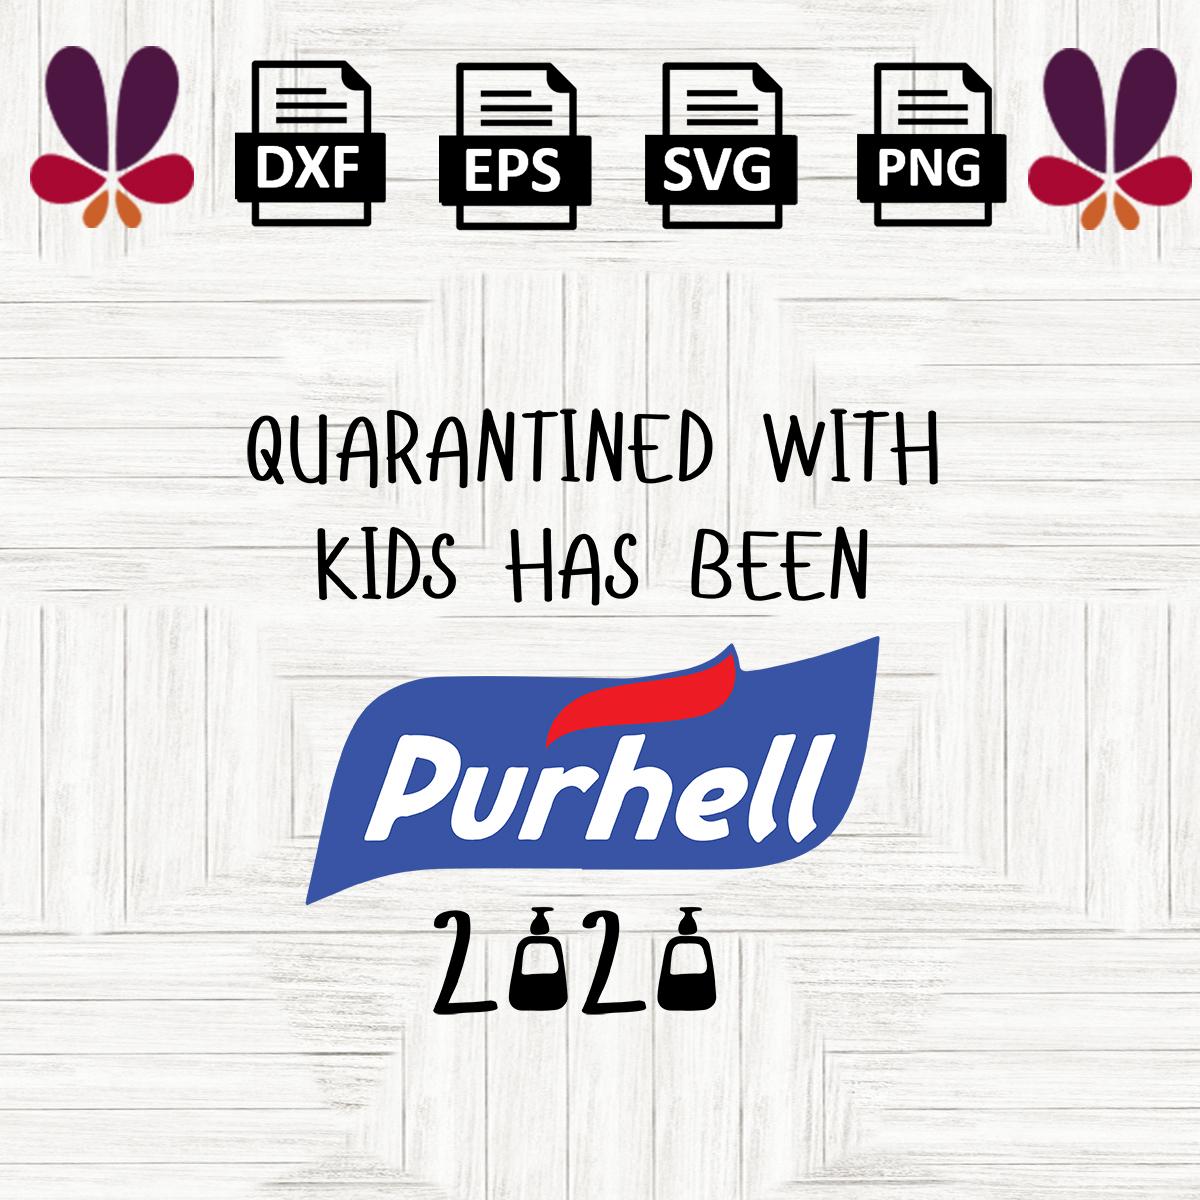 DXF EPS SVG PNG
QUARANTINED WITH
KIDS HAS BEEN
Purhell
2020